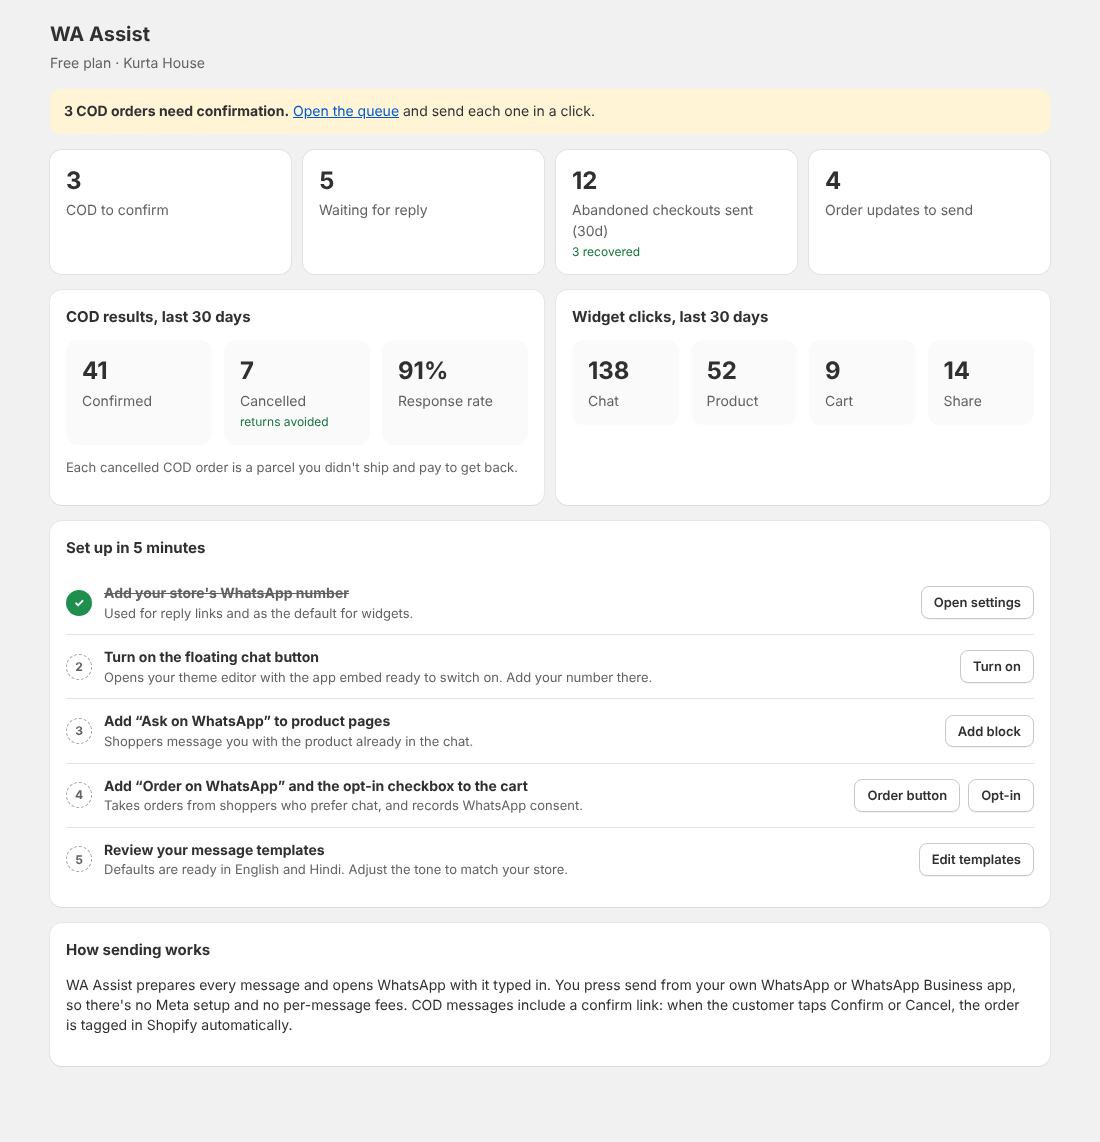 WA Assist
Free plan · Kurta House
3 COD orders need confirmation. Open the queue and send each one in a click.
3
COD to confirm
5
Waiting for reply
12
Abandoned checkouts sent
(30d)
3 recovered
4
Order updates to send
COD results, last 30 days
41
Confirmed
7
Cancelled
returns avoided
91%
Response rate
Each cancelled COD order is a parcel you didn't ship and pay to get back.
Widget clicks, last 30 days
138
Chat
52
Product
9
Cart
14
Share
Set up in 5 minutes
Add your store's WhatsApp number
Used for reply links and as the default for widgets.
Open settings
2
Turn on the floating chat button
Opens your theme editor with the app embed ready to switch on. Add your number there.
Turn on
3
Add “Ask on WhatsApp” to product pages
Shoppers message you with the product already in the chat.
Add block
4
Add “Order on WhatsApp” and the opt-in checkbox to the cart
Takes orders from shoppers who prefer chat, and records WhatsApp consent.
Order button
Opt-in
5
Review your message templates
Defaults are ready in English and Hindi. Adjust the tone to match your store.
Edit templates
How sending works
WA Assist prepares every message and opens WhatsApp with it typed in. You press send from your own WhatsApp or WhatsApp Business app,
so there's no Meta setup and no per-message fees. COD messages include a confirm link: when the customer taps Confirm or Cancel, the order
is tagged in Shopify automatically.